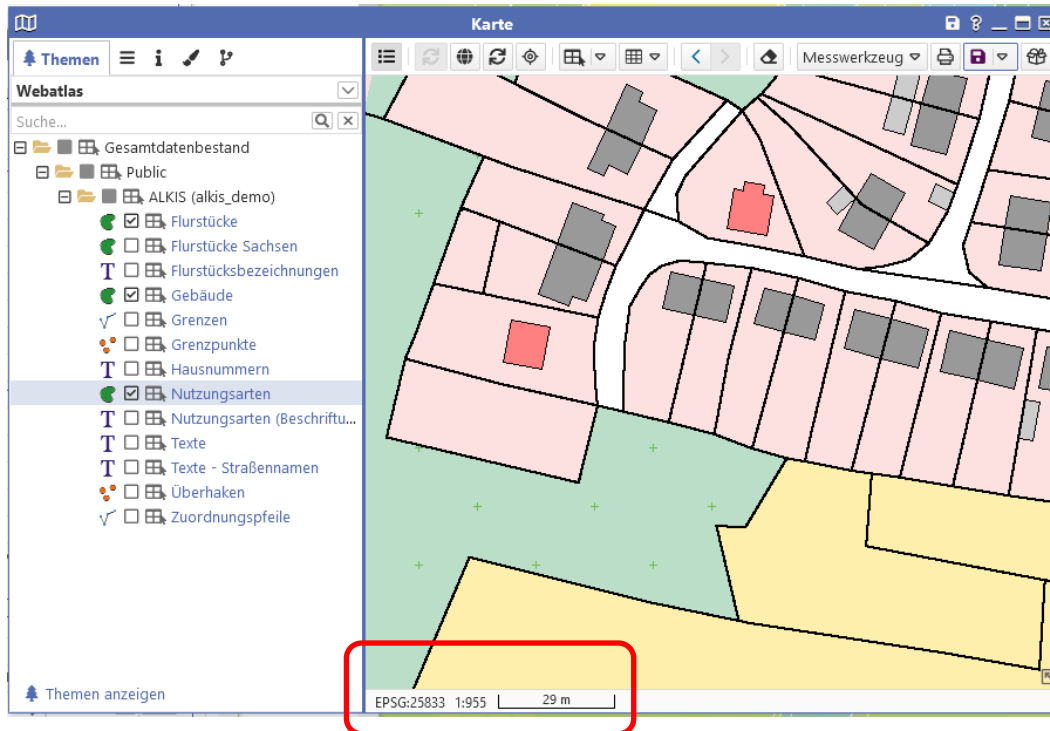 Karte
Themen
Messwerkzeug
Webatlas
Suche...
Gesamtdatenbestand
Public
ALKIS (alkis_demo)
Flurstücke
Flurstücke Sachsen
T Flurstücksbezeichnungen
Gebäude
Grenzen
Grenzpunkte
T Hausnummern
Nutzungsarten
T Nutzungsarten (Beschriftu...
T Texte
T Texte - Straßennamen
Überhaken
Zuordnungspfeile
Themen anzeigen
EPSG:25833 1:955 29 m